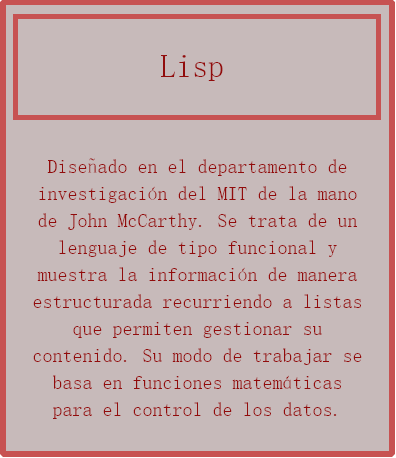 Lisp
Diseñado en el departamento de
investigación del MIT de la mano
de John McCarthy. Se trata de un
lenguaje de tipo funcional y
muestra la información de manera
estructurada recurriendo a listas
que permiten gestionar su
contenido. Su modo de trabajar se
basa en funciones matemáticas
para el control de los datos.